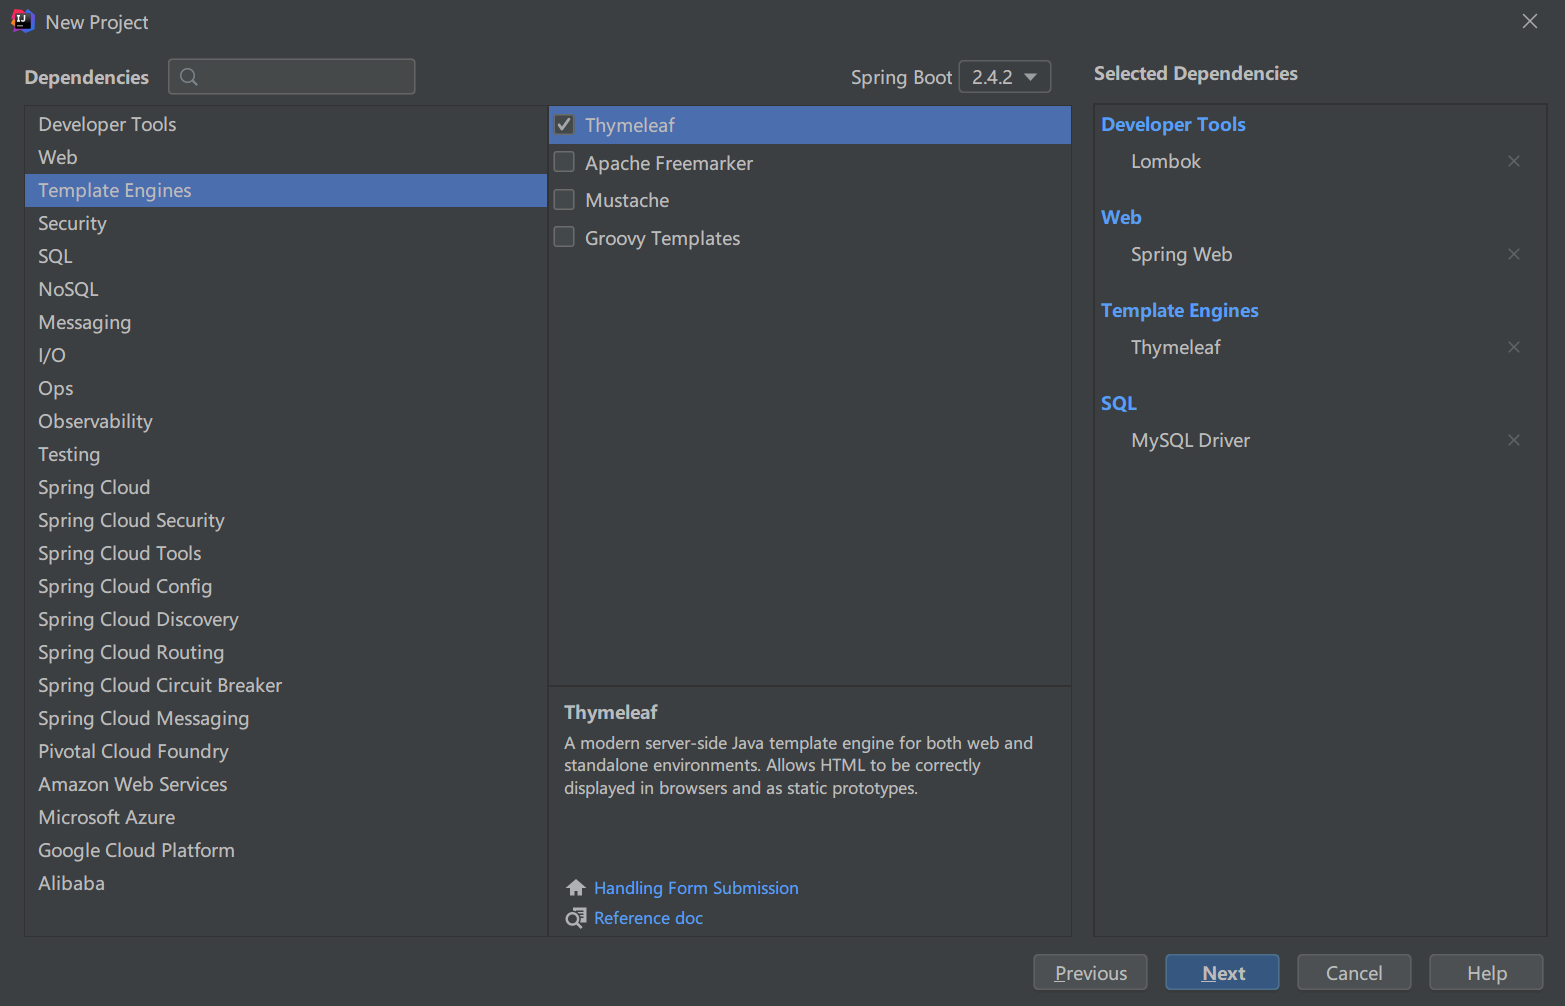 New Project
Dependencies
Spring Boot 2.4.2
Selected Dependencies
Developer Tools
Web
Template Engines
Security
SQL
NoSQL
Messaging
I/O
Ops
Observability
Testing
Spring Cloud
Spring Cloud Security
Spring Cloud Tools
Spring Cloud Config
Spring Cloud Discovery
Spring Cloud Routing
Spring Cloud Circuit Breaker
Spring Cloud Messaging
Pivotal Cloud Foundry
Amazon Web Services
Microsoft Azure
Google Cloud Platform
Alibaba
Thymeleaf
Apache Freemarker
Mustache
Groovy Templates
Thymeleaf
A modern server-side Java template engine for both web and
standalone environments. Allows HTML to be correctly
displayed in browsers and as static prototypes.
Handling Form Submission
Reference doc
Developer Tools
Lombok
Web
Spring Web
Template Engines
Thymeleaf
SQL
MySQL Driver
Previous
Next
Cancel
Help